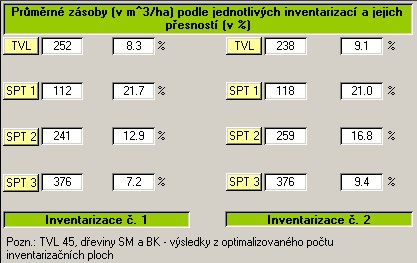 Průměrné zásoby (v m^3/ha) podle jednotlivých inventarizací a jejich
přesností (v %)
TVL 252 8.3 % TVL 238 9.1 %
SPT 1 112 21.7 % SPT 1 118 21.0 %
SPT 2 241 12.9 % SPT 2 259 16.8 %
SPT 3 376 7.2 % SPT 3 376 9.4 %
Inventarizace č. 1 Inventarizace č. 2
Pozn.: TVL 45, dřeviny SM a BK - výsledky z optimalizovaného počtu
inventarizačních ploch